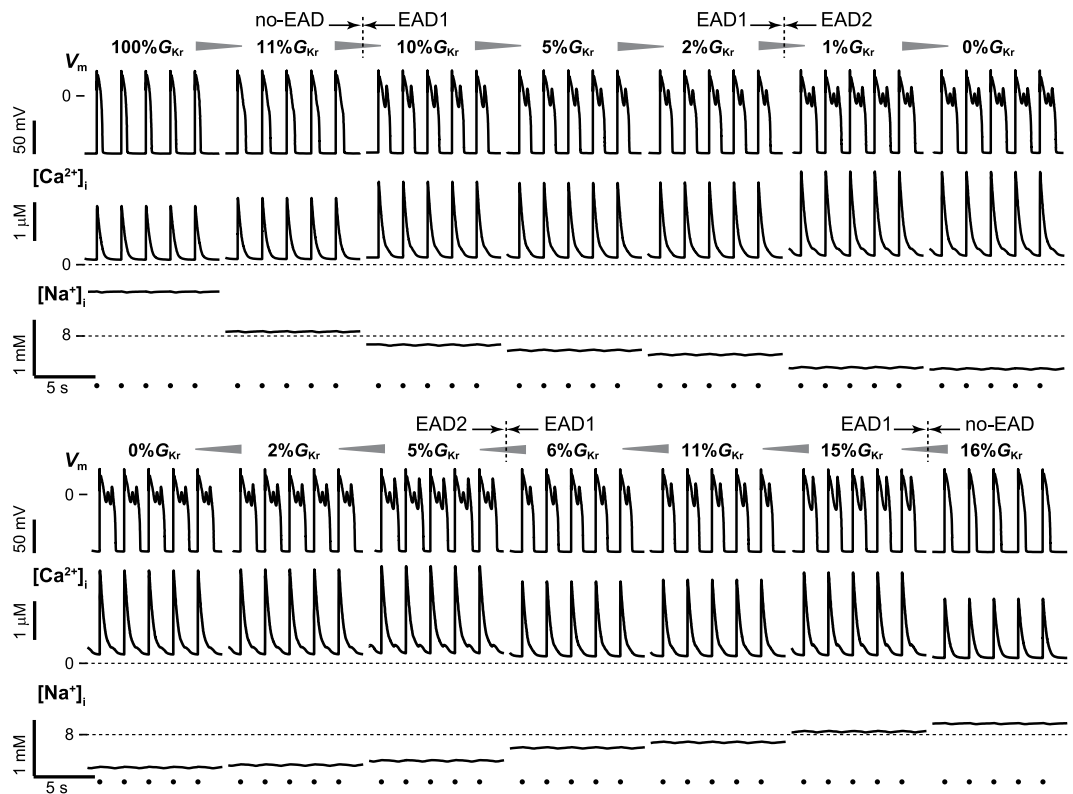 no-EAD EAD1 EAD1 EAD2
100%GKr 11%GKr 10%GKr 5%GKr 2%GKr 1%GKr 0%GKr
Vm
0
50 mV
[Ca2+]i
1 μM
0
[Na+]i
8
1 mM
5 s
EAD2 EAD1 EAD1 no-EAD
0%GKr 2%GKr 5%GKr 6%GKr 11%GKr 15%GKr 16%GKr
Vm
0
50 mV
[Ca2+]i
1 μM
0
[Na+]i
8
1 mM
5 s